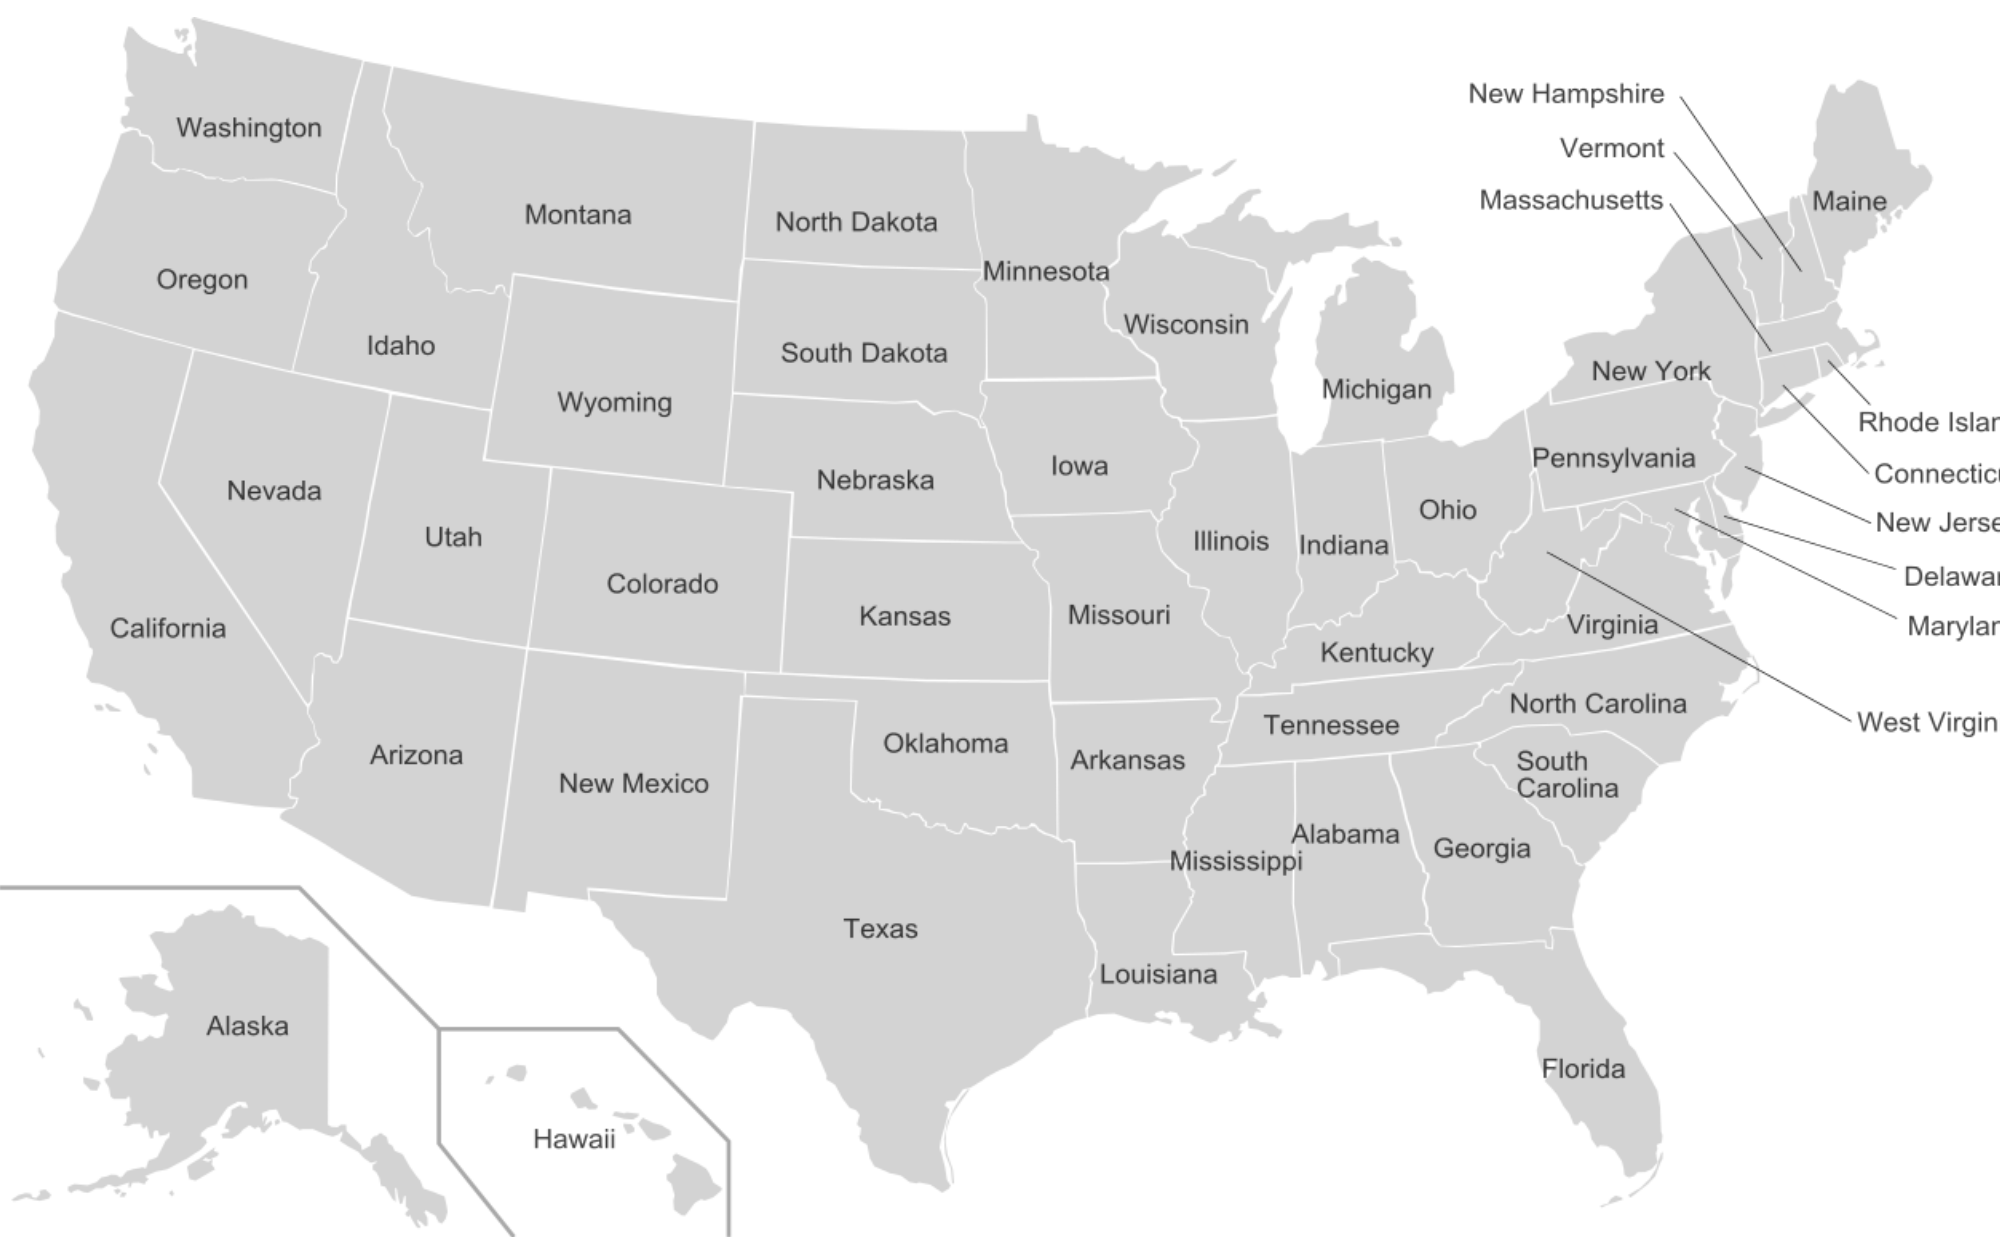 New Hampshire
Washington
Vermont
Massachusetts
Maine
Montana
North Dakota
Minnesota
Oregon
Wisconsin
Idaho
South Dakota
New York
Michigan
Wyoming
Rhode Islan
Pennsylvania
Iowa
Connecticu
Nebraska
Nevada
Ohio
New Jerse
Utah
Illinois
Indiana
Delawar
Colorado
Kansas
Missouri
California
Virginia
Marylan
Kentucky
North Carolina
West Virgin
Tennessee
Oklahoma
Arizona
Arkansas
South
Carolina
New Mexico
Alabama
Georgia
Mississippi
Texas
Louisiana
Alaska
Florida
Hawaii